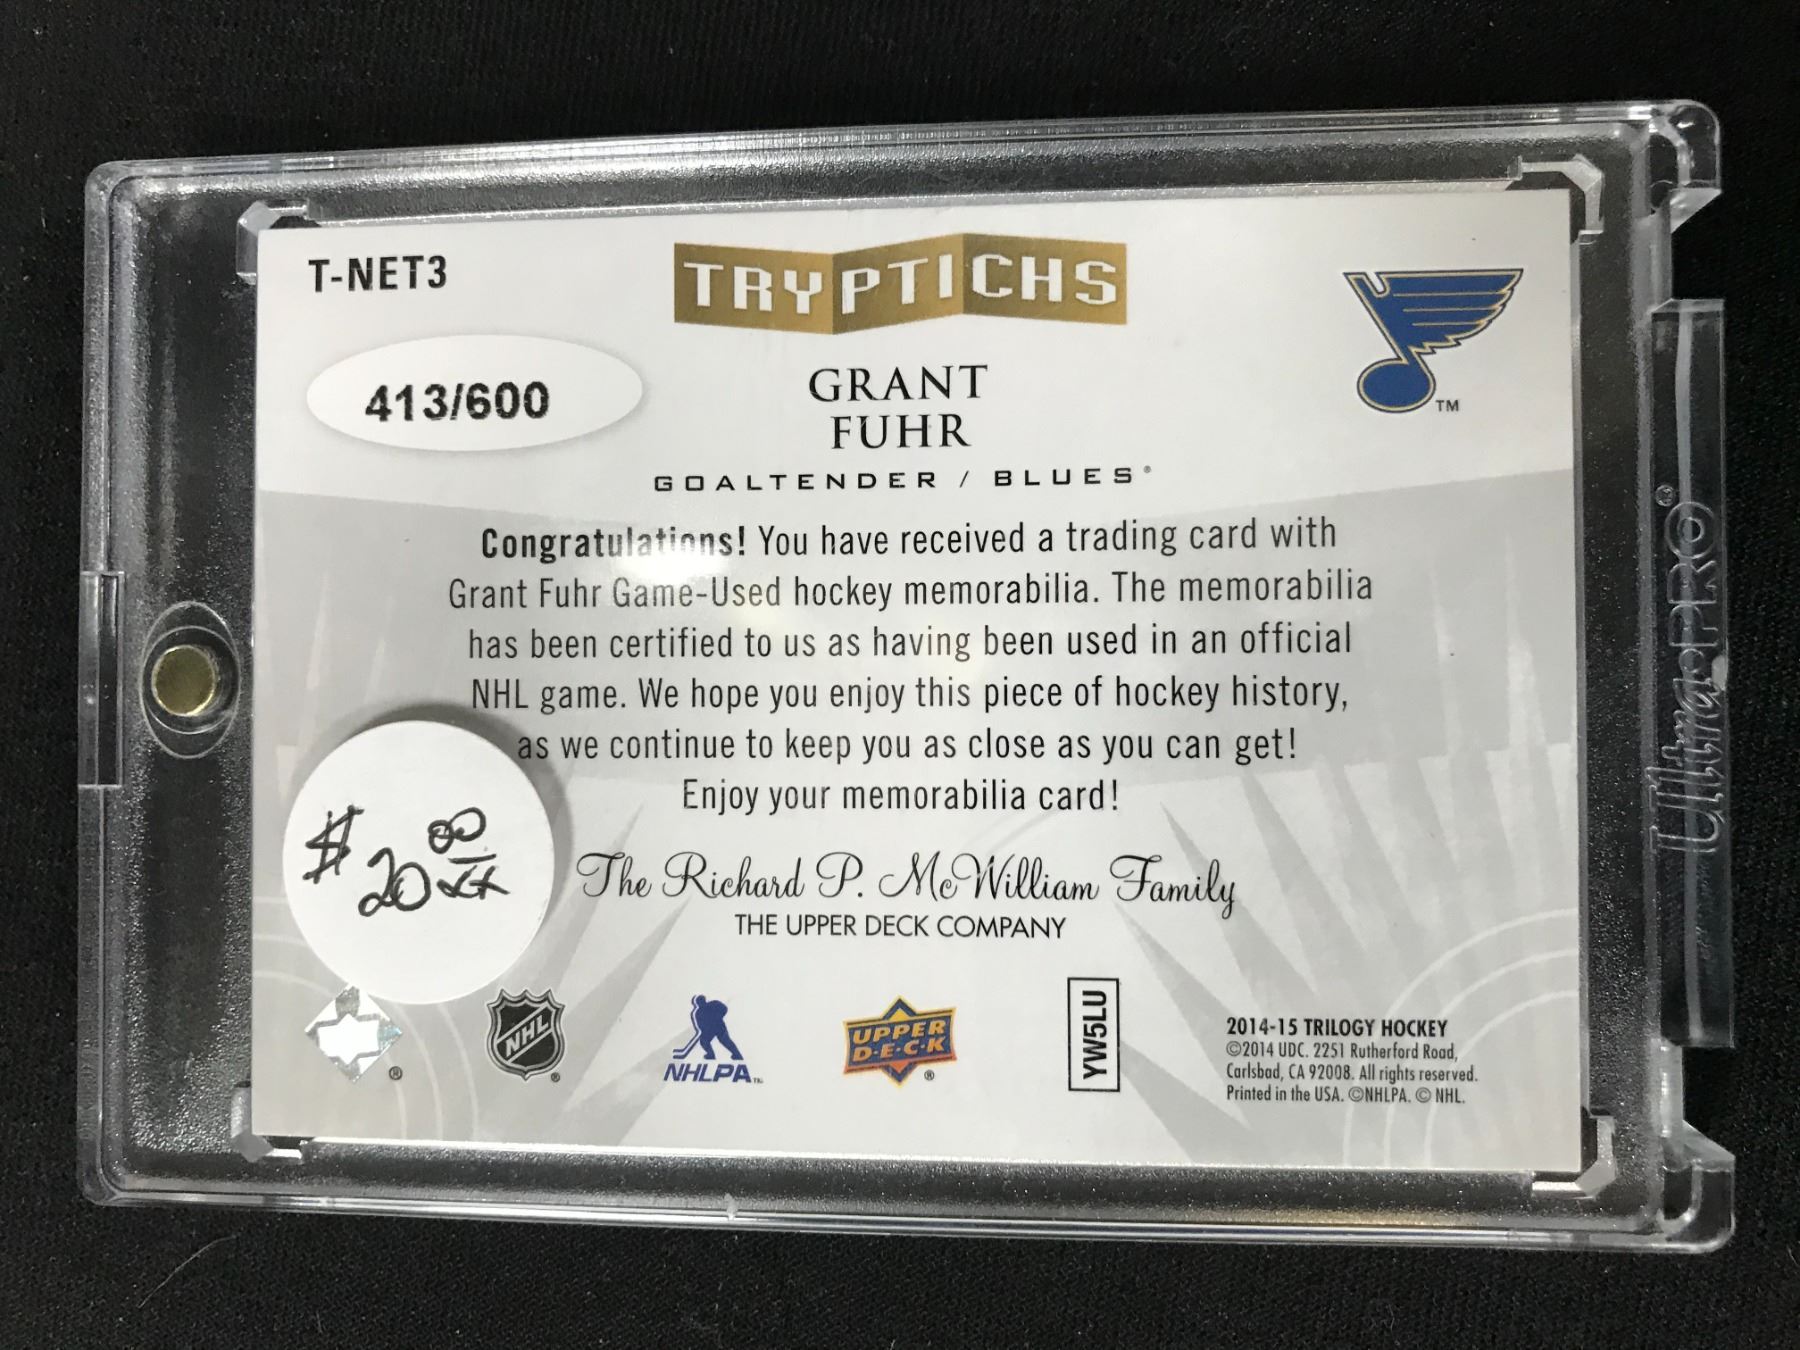 T-NET3
TRYPTICHS
413/600
GRANT
FUHR
GOALTENDER / BLUES®
TM
Congratulations! You have received a trading card with
Grant Fuhr Game-Used hockey memorabilia. The memorabilia
has been certified to us as having been used in an official
NHL game. We hope you enjoy this piece of hockey history,
as we continue to keep you as close as you can get!
Enjoy your memorabilia card!
$20.00
The Richard P. McWilliam Family
THE UPPER DECK COMPANY
®
NHL®
NHLPA™
UPPER
D·E·C·K®
YW5LU
2014-15 TRILOGY HOCKEY
©2014 UDC. 2251 Rutherford Road,
Carlsbad, CA 92008. All rights reserved.
Printed in the USA. ©NHLPA. © NHL.
Ultra•PRO®